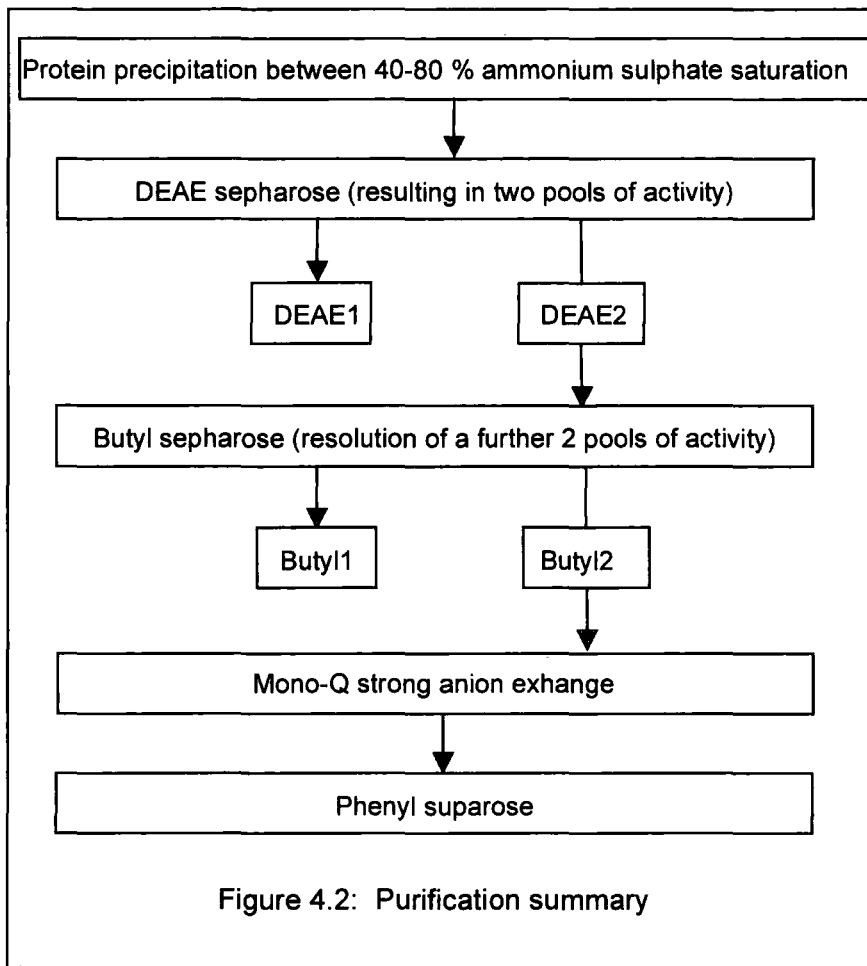 Protein precipitation between 40-80 % ammonium sulphate saturation
DEAE sepharose (resulting in two pools of activity)
DEAE1
DEAE2
Butyl sepharose (resolution of a further 2 pools of activity)
Butyl1
Butyl2
Mono-Q strong anion exhange
Phenyl suparose
Figure 4.2: Purification summary